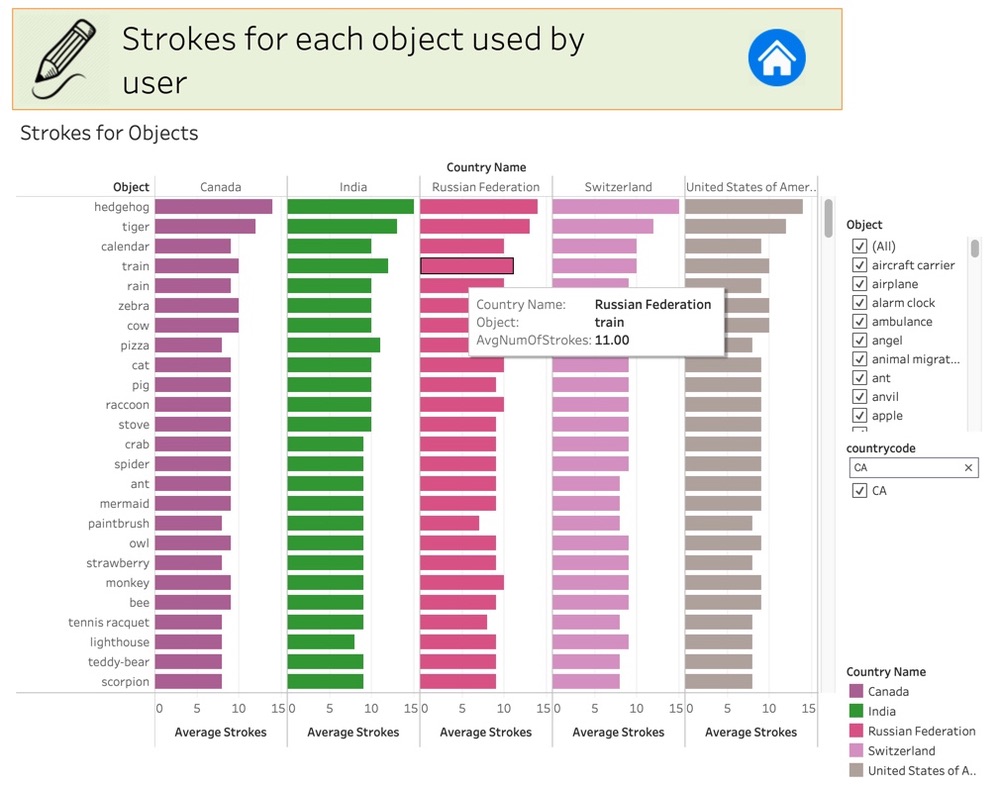 Strokes for each object used by
user
Strokes for Objects
Country Name
Object Canada India Russian Federation Switzerland United States of Amer..
hedgehog
tiger
calendar
train
rain
zebra
cow
pizza
cat
pig
raccoon
stove
crab
spider
ant
mermaid
paintbrush
owl
strawberry
monkey
bee
tennis racquet
lighthouse
teddy-bear
scorpion
Country Name: Russian Federation
Object: train
AvgNumOfStrokes: 11.00
0 5 10 15 0 5 10 15 0 5 10 15 0 5 10 15 0 5 10 15
Average Strokes Average Strokes Average Strokes Average Strokes Average Strokes
Object
(All)
aircraft carrier
airplane
alarm clock
ambulance
angel
animal migrat...
ant
anvil
apple
countrycode
CA
CA
Country Name
Canada
India
Russian Federation
Switzerland
United States of A..